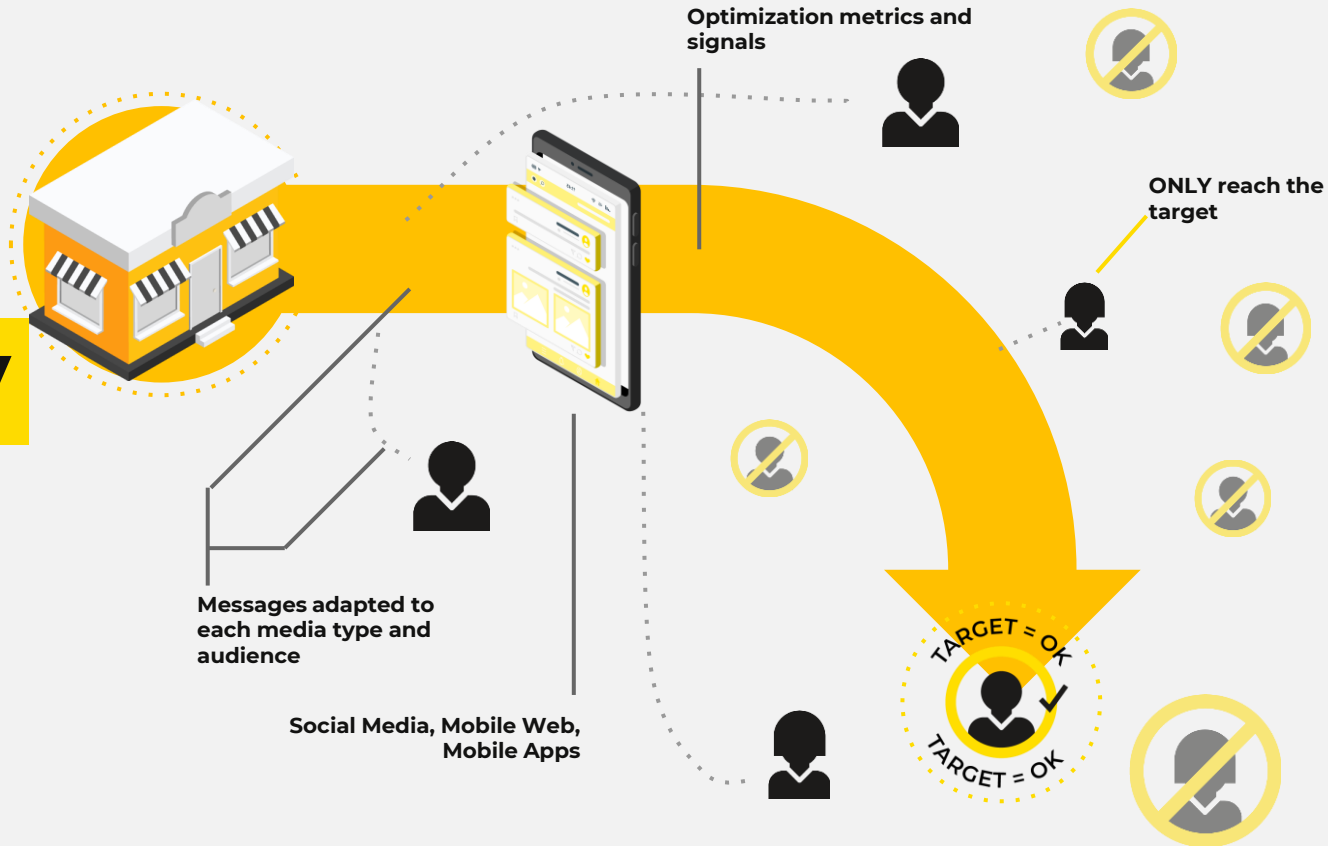 Optimization metrics and
signals
ONLY reach the
target
Messages adapted to
each media type and
audience
Social Media, Mobile Web,
Mobile Apps
TARGET = OK
TARGET = OK